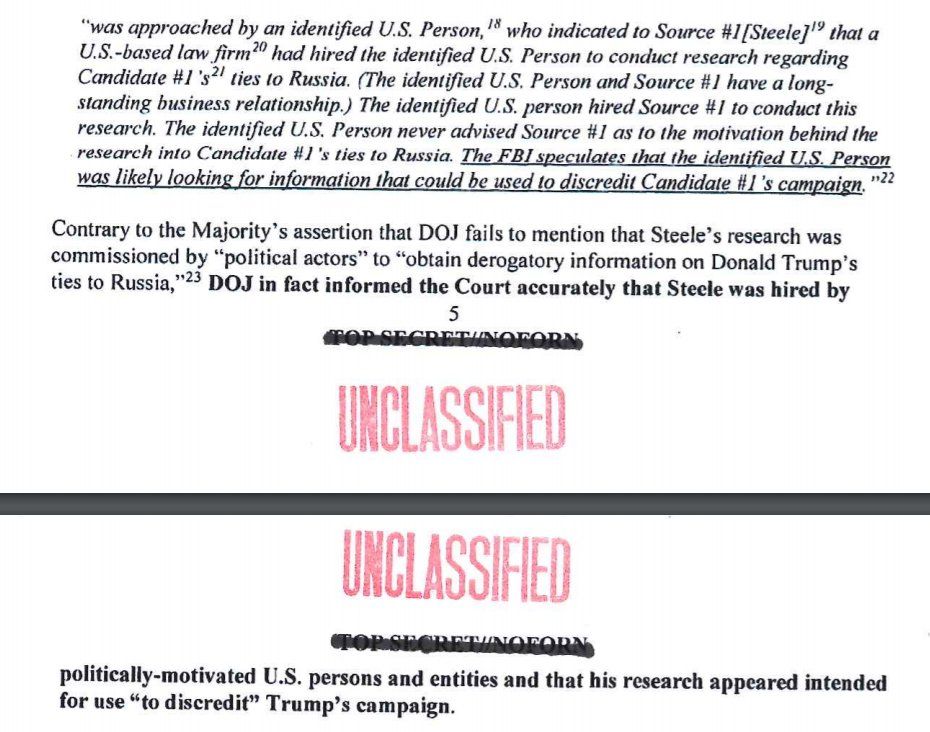 "was approached by an identified U.S. Person,18 who indicated to Source #1[Steele]19 that a
U.S.-based law firm20 had hired the identified U.S. Person to conduct research regarding
Candidate #1's21 ties to Russia. (The identified U.S. Person and Source #1 have a long-
standing business relationship.) The identified U.S. person hired Source #1 to conduct this
research. The identified U.S. Person never advised Source #1 as to the motivation behind the
research into Candidate #1's ties to Russia. The FBI speculates that the identified U.S. Person
was likely looking for information that could be used to discredit Candidate #1's campaign."22
Contrary to the Majority's assertion that DOJ fails to mention that Steele's research was
commissioned by "political actors" to "obtain derogatory information on Donald Trump's
ties to Russia,"23 DOJ in fact informed the Court accurately that Steele was hired by
5
TOP SECRET//NOFORN
UNCLASSIFIED
UNCLASSIFIED
TOP SECRET//NOFORN
politically-motivated U.S. persons and entities and that his research appeared intended
for use "to discredit" Trump's campaign.